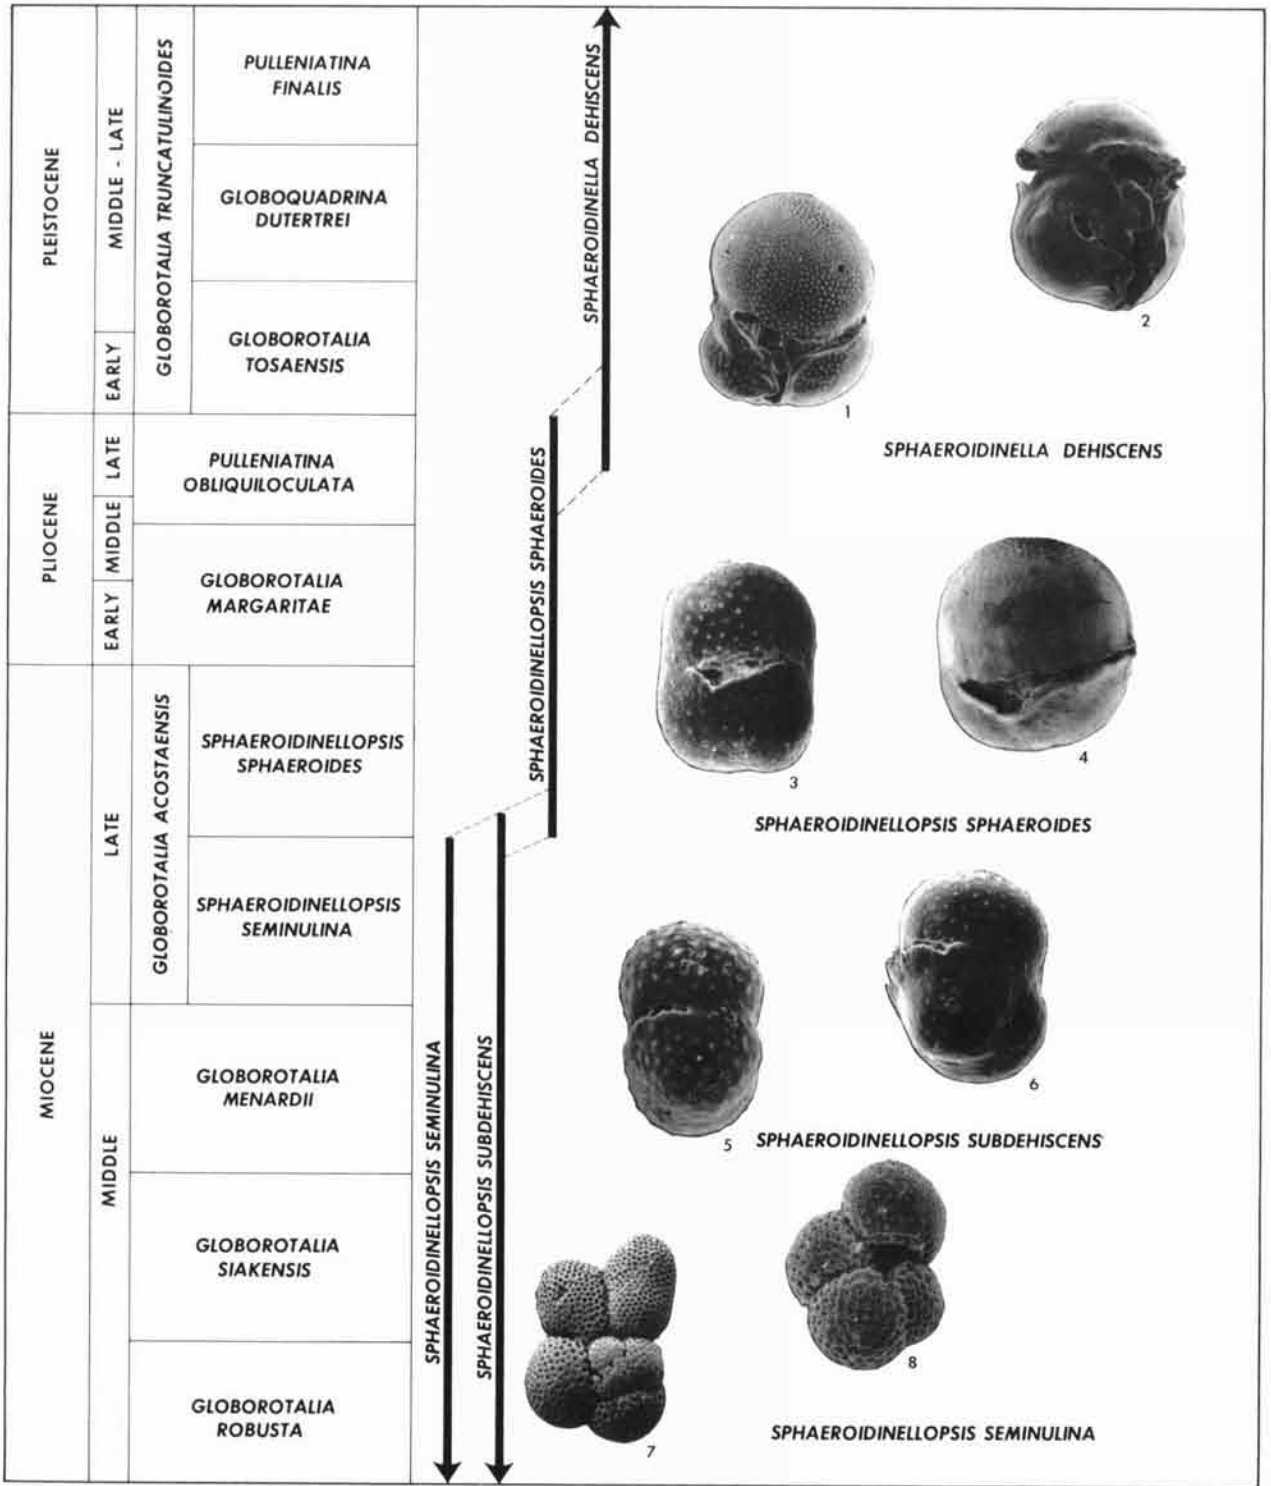 PLEISTOCENE
MIDDLE - LATE
EARLY
GLOBOROTALIA TRUNCATULINOIDES
PULLENIATINA
FINALIS
GLOBOQUADRINA
DUTERTREI
GLOBOROTALIA
TOSAENSIS
PLIOCENE
LATE
MIDDLE
EARLY
PULLENIATINA
OBLIQUILOCULATA
GLOBOROTALIA
MARGARITAE
MIOCENE
LATE
MIDDLE
GLOBOROTALIA ACOSTAENSIS
SPHAEROIDINELLOPSIS
SPHAEROIDES
SPHAEROIDINELLOPSIS
SEMINULINA
GLOBOROTALIA
MENARDII
GLOBOROTALIA
SIAKENSIS
GLOBOROTALIA
ROBUSTA
SPHAEROIDINELLOPSIS SEMINULINA
SPHAEROIDINELLOPSIS SUBDEHISCENS
SPHAEROIDINELLOPSIS SPHAEROIDES
SPHAEROIDINELLA DEHISCENS
1
2
SPHAEROIDINELLA DEHISCENS
3
4
SPHAEROIDINELLOPSIS SPHAEROIDES
5
6
SPHAEROIDINELLOPSIS SUBDEHISCENS
7
8
SPHAEROIDINELLOPSIS SEMINULINA